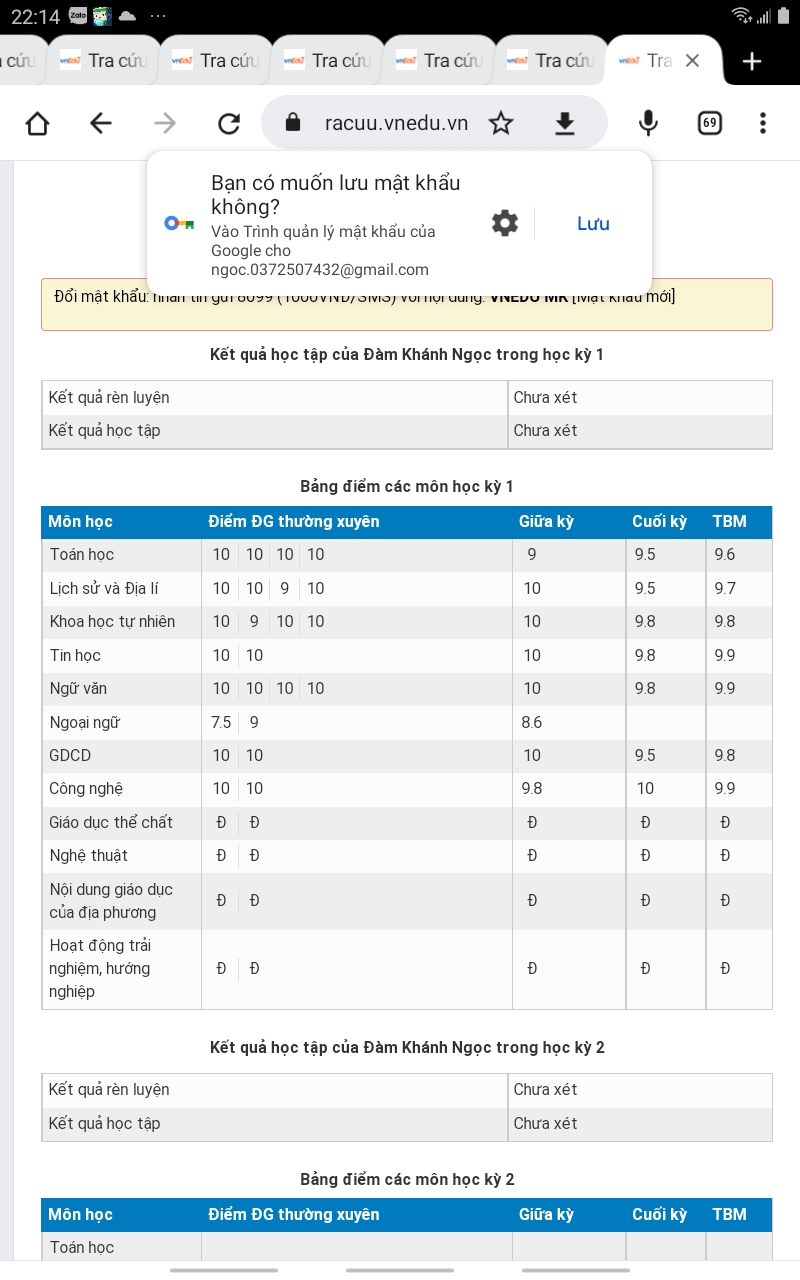 22:14 Zalo ...
cứu Tra cứu Tra cứu Tra cứu Tra cứu Tra cứu Tra
racuu.vnedu.vn 69
Bạn có muốn lưu mật khẩu
không?
Vào Trình quản lý mật khẩu của
Google cho
ngoc.0372507432@gmail.com
Lưu
Đổi mật khẩu: nhắn tin gửi 8099 (1000VNĐ/SMS) với nội dung: VNEDU MK [Mật khẩu mới]
Kết quả học tập của Đàm Khánh Ngọc trong học kỳ 1
Kết quả rèn luyện Chưa xét
Kết quả học tập Chưa xét
Bảng điểm các môn học kỳ 1
Môn học Điểm ĐG thường xuyên Giữa kỳ Cuối kỳ TBM
Toán học 10 10 10 10 9 9.5 9.6
Lịch sử và Địa lí 10 10 9 10 10 9.5 9.7
Khoa học tự nhiên 10 9 10 10 10 9.8 9.8
Tin học 10 10 10 9.8 9.9
Ngữ văn 10 10 10 10 10 9.8 9.9
Ngoại ngữ 7.5 9 8.6
GDCD 10 10 10 9.5 9.8
Công nghệ 10 10 9.8 10 9.9
Giáo dục thể chất Đ Đ Đ Đ Đ
Nghệ thuật Đ Đ Đ Đ Đ
Nội dung giáo dục
của địa phương Đ Đ Đ Đ Đ
Hoạt động trải
nghiệm, hướng Đ Đ Đ Đ Đ
nghiệp
Kết quả học tập của Đàm Khánh Ngọc trong học kỳ 2
Kết quả rèn luyện Chưa xét
Kết quả học tập Chưa xét
Bảng điểm các môn học kỳ 2
Môn học Điểm ĐG thường xuyên Giữa kỳ Cuối kỳ TBM
Toán học